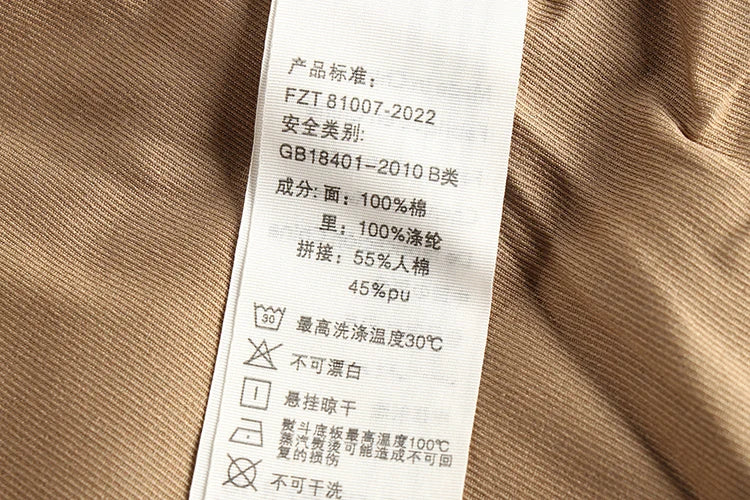 产品标准：
FZT 81007-2022
安全类别:
GB18401-2010 B类
成分: 面：100%棉
里：100%涤纶
拼接：55%人棉
45%pu
30 最高洗涤温度30℃
不可漂白
悬挂晾干
熨斗底板最高温度100℃
蒸汽熨烫可能造成不可回
复的损伤
不可干洗